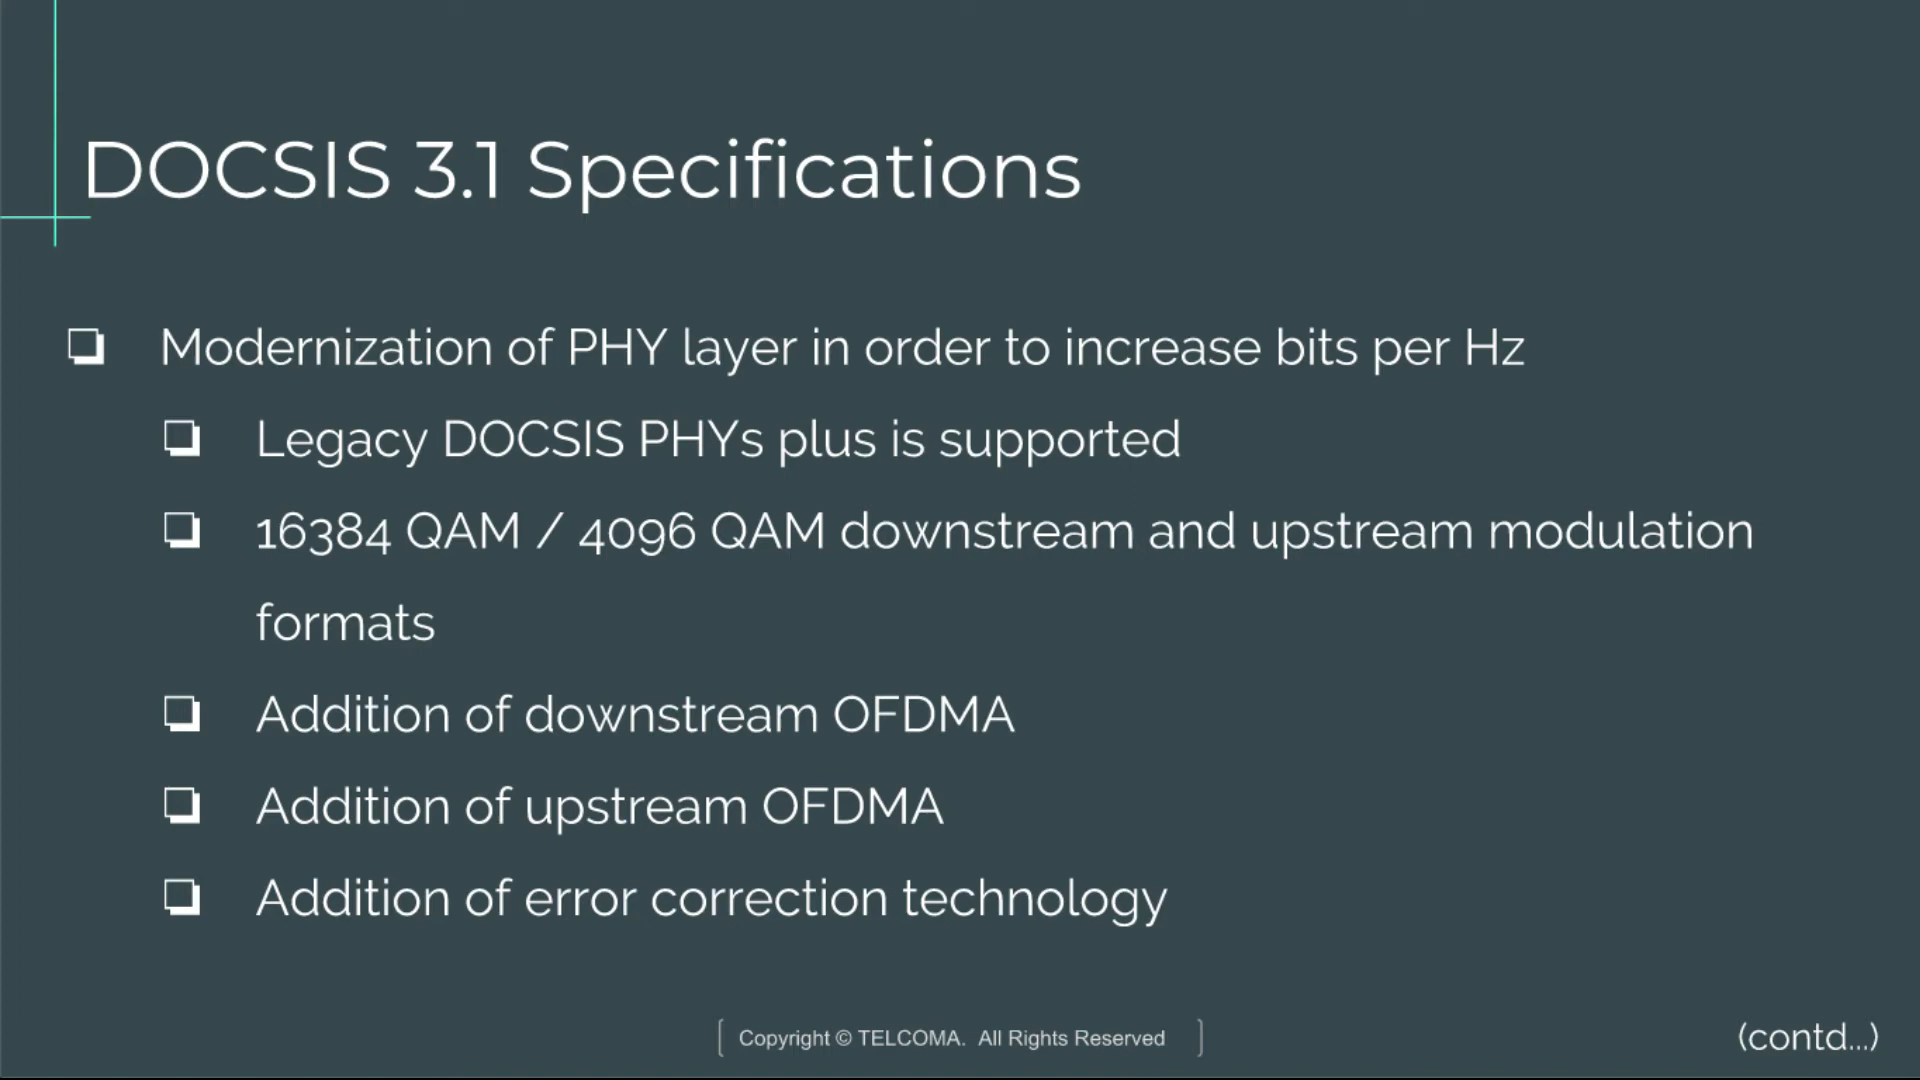 DOCSIS 3.1 Specifications
Modernization of PHY layer in order to increase bits per Hz
Legacy DOCSIS PHYs plus is supported
16384 QAM / 4096 QAM downstream and upstream modulation
formats
Addition of downstream OFDMA
Addition of upstream OFDMA
Addition of error correction technology
Copyright © TELCOMA. All Rights Reserved
(contd...)